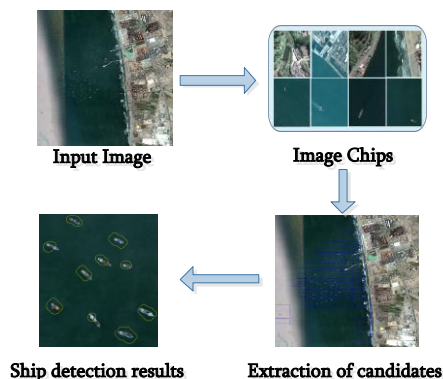 Input Image
Image Chips
Ship detection results
Extraction of candidates